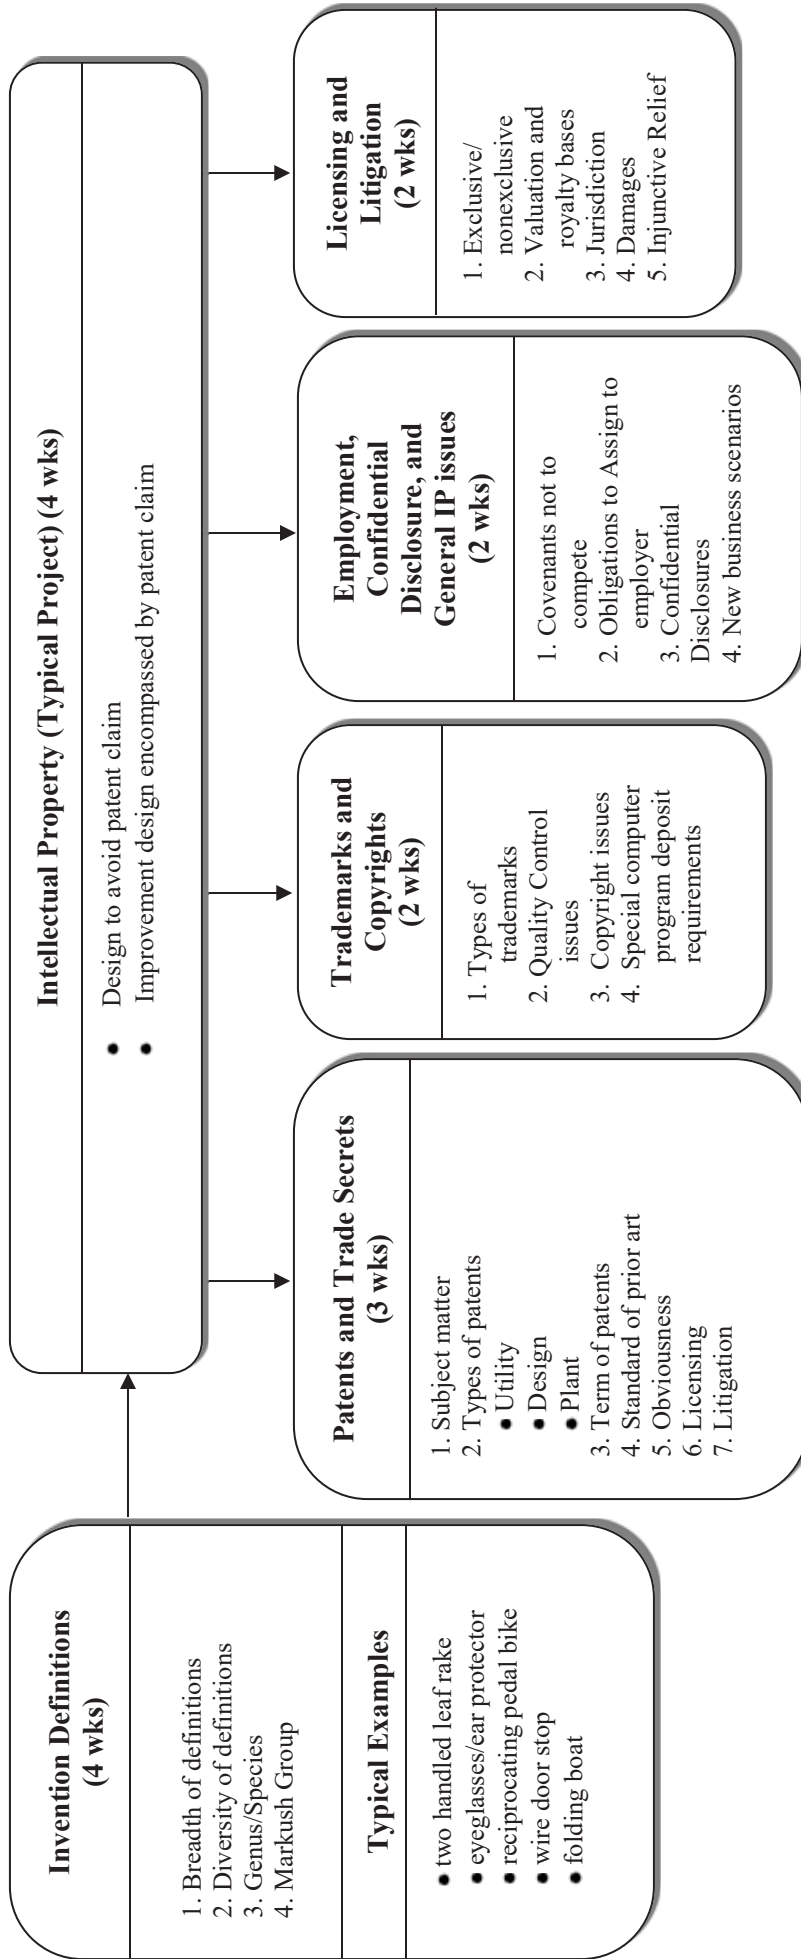 Invention Definitions
(4 wks)
1. Breadth of definitions
2. Diversity of definitions
3. Genus/Species
4. Markush Group
Typical Examples
• two handled leaf rake
• eyeglasses/ear protector
• reciprocating pedal bike
• wire door stop
• folding boat
Intellectual Property (Typical Project) (4 wks)
• Design to avoid patent claim
• Improvement design encompassed by patent claim
Patents and Trade Secrets
(3 wks)
1. Subject matter
2. Types of patents
• Utility
• Design
• Plant
3. Term of patents
4. Standard of prior art
5. Obviousness
6. Licensing
7. Litigation
Trademarks and
Copyrights
(2 wks)
1. Types of
trademarks
2. Quality Control
issues
3. Copyright issues
4. Special computer
program deposit
requirements
Employment,
Confidential
Disclosure, and
General IP issues
(2 wks)
1. Covenants not to
compete
2. Obligations to Assign to
employer
3. Confidential
Disclosures
4. New business scenarios
Licensing and
Litigation
(2 wks)
1. Exclusive/
nonexclusive
2. Valuation and
royalty bases
3. Jurisdiction
4. Damages
5. Injunctive Relief